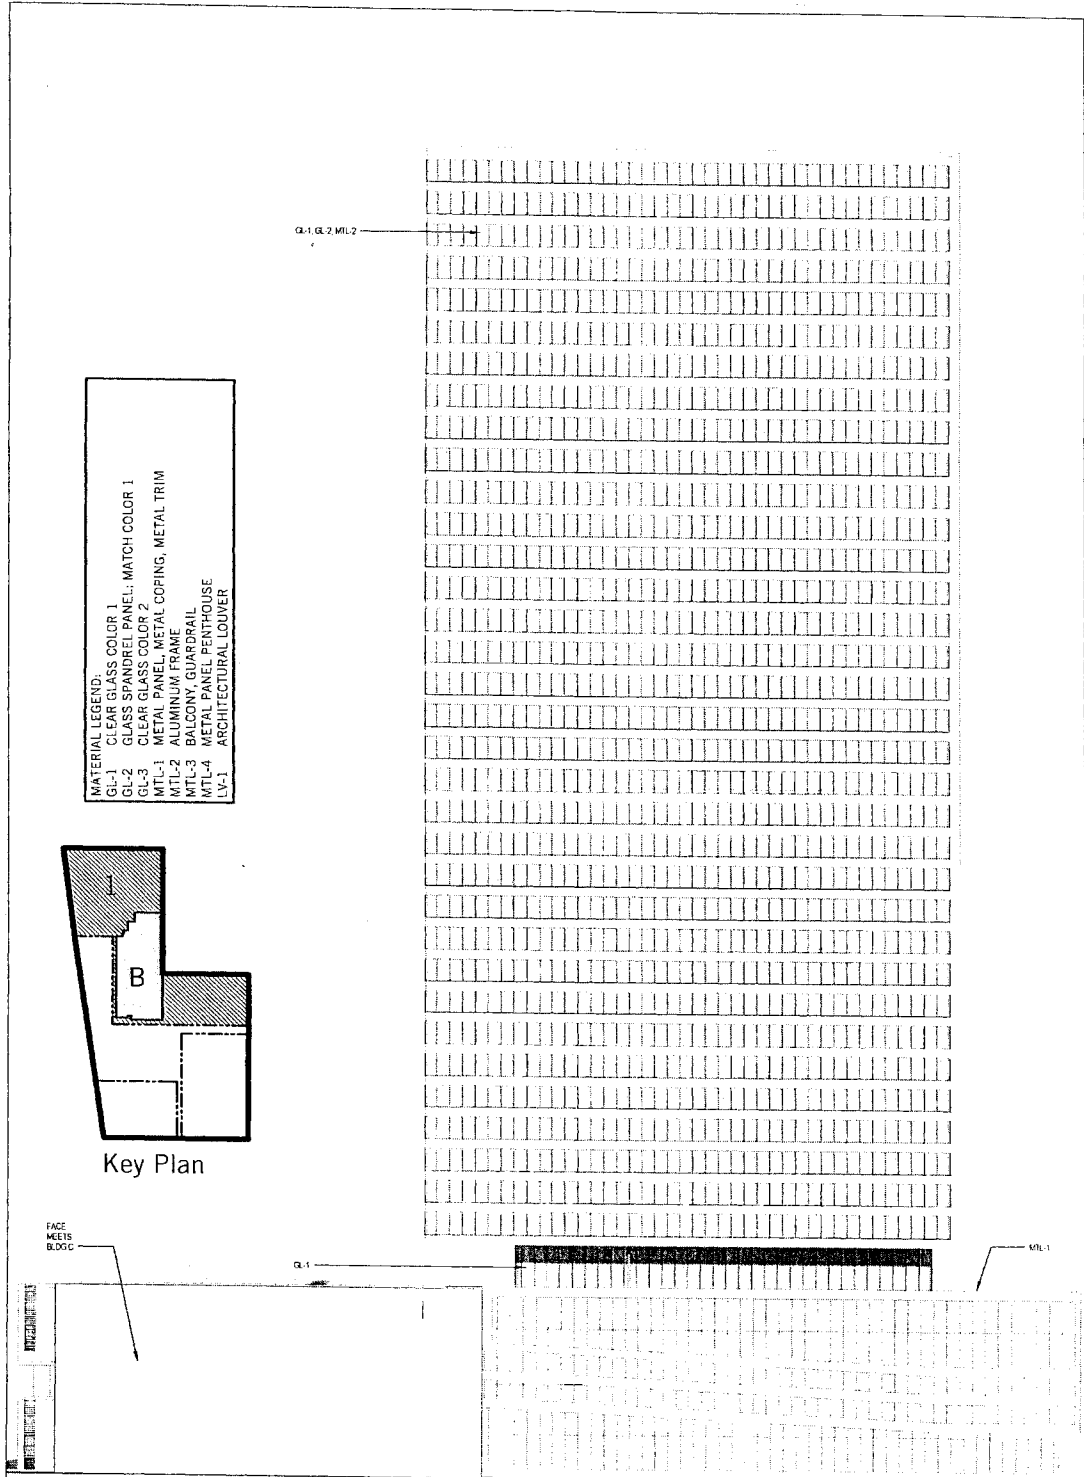 GL-1, GL-2, MTL-2
MATERIAL LEGEND:
GL-1 CLEAR GLASS COLOR 1
GL-2 GLASS SPANDREL PANEL: MATCH COLOR 1
GL-3 CLEAR GLASS COLOR 2
MTL-1 METAL PANEL, METAL COPING, METAL TRIM
MTL-2 ALUMINUM FRAME
MTL-3 BALCONY, GUARDRAIL
MTL-4 METAL PANEL PENTHOUSE
LV-1 ARCHITECTURAL LOUVER
1
B
Key Plan
FACE
MEETS
BLDG C
GL-1
MTL-1